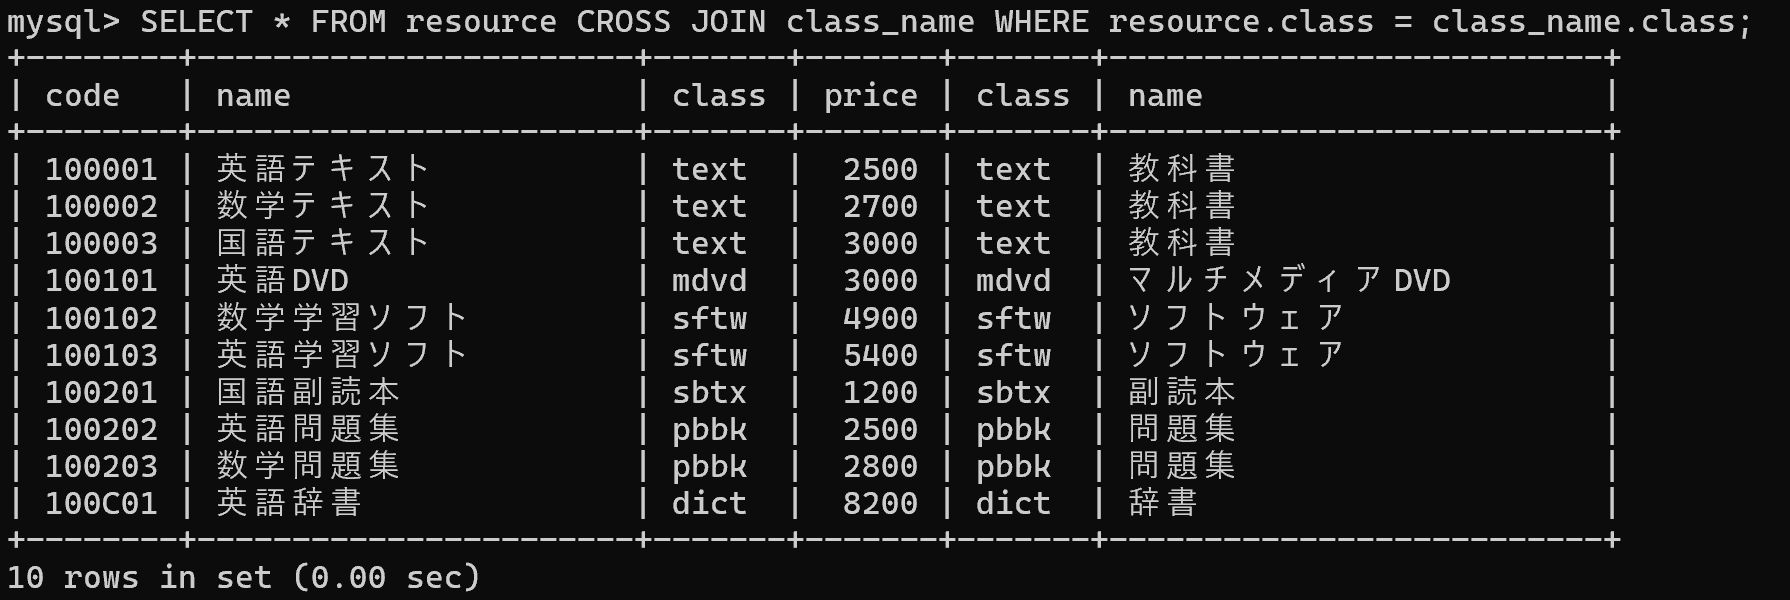 mysql> SELECT * FROM resource CROSS JOIN class_name WHERE resource.class = class_name.class;
+--------+-----------------------+-------+-------+-------+--------------------------+
| code   | name                  | class | price | class | name                     |
+--------+-----------------------+-------+-------+-------+--------------------------+
| 100001 | 英語テキスト          | text  |  2500 | text  | 教科書                   |
| 100002 | 数学テキスト          | text  |  2700 | text  | 教科書                   |
| 100003 | 国語テキスト          | text  |  3000 | text  | 教科書                   |
| 100101 | 英語DVD               | mdvd  |  3000 | mdvd  | マルチメディアDVD        |
| 100102 | 数学学習ソフト        | sftw  |  4900 | sftw  | ソフトウェア             |
| 100103 | 英語学習ソフト        | sftw  |  5400 | sftw  | ソフトウェア             |
| 100201 | 国語副読本            | sbtx  |  1200 | sbtx  | 副読本                   |
| 100202 | 英語問題集            | pbbk  |  2500 | pbbk  | 問題集                   |
| 100203 | 数学問題集            | pbbk  |  2800 | pbbk  | 問題集                   |
| 100C01 | 英語辞書              | dict  |  8200 | dict  | 辞書                     |
+--------+-----------------------+-------+-------+-------+--------------------------+
10 rows in set (0.00 sec)